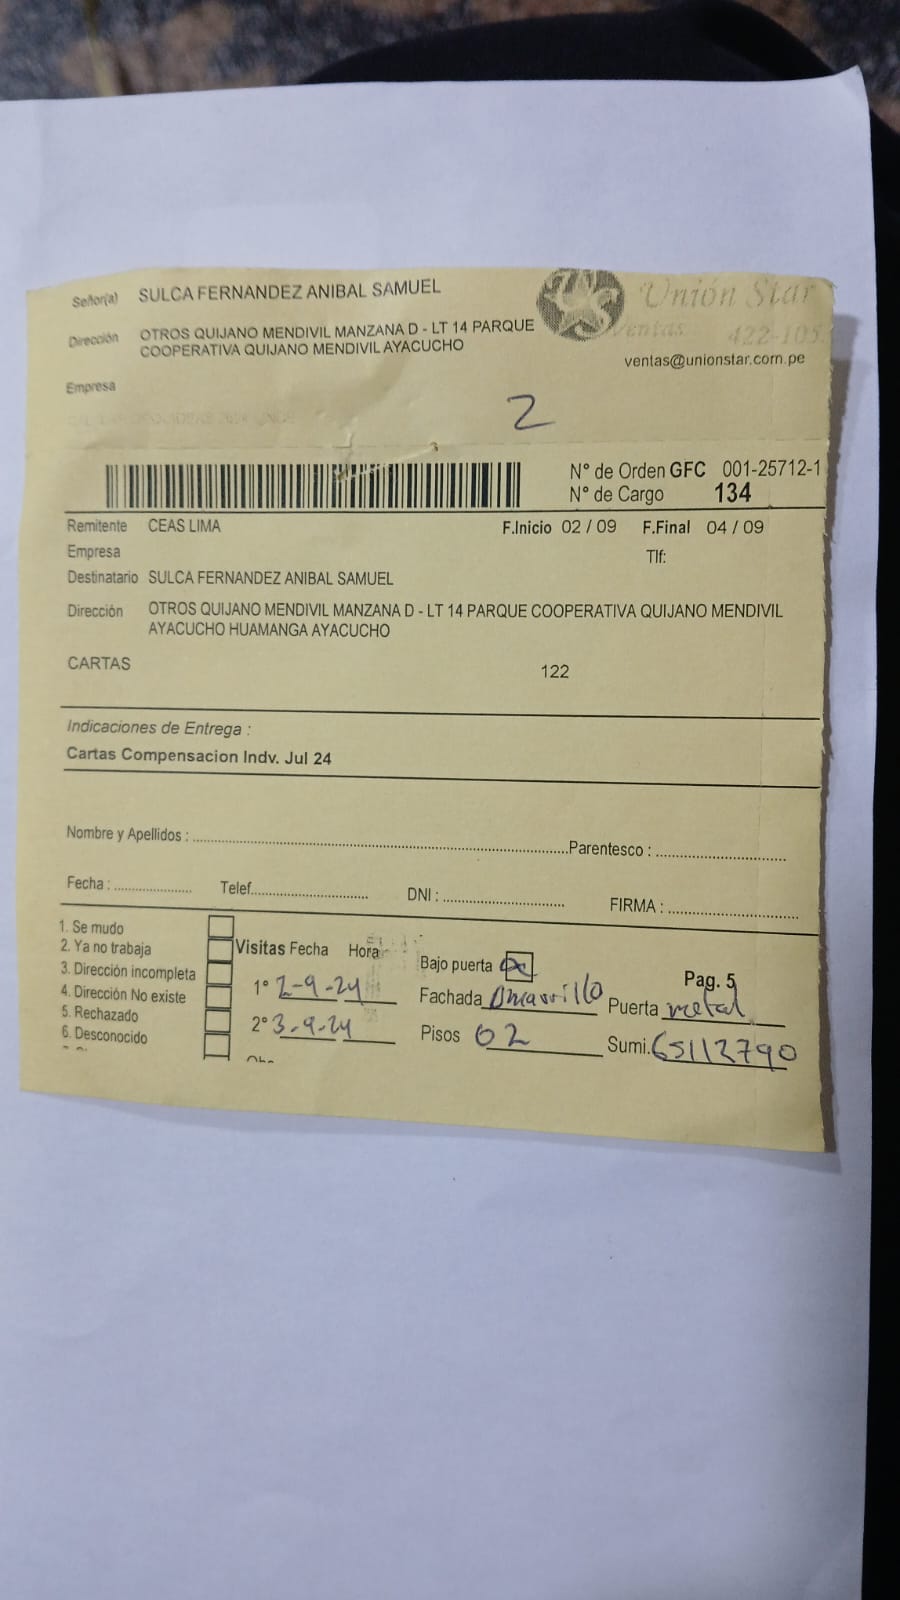 Señor(a) SULCA FERNANDEZ ANIBAL SAMUEL
Unión Star
Ventas 422-105
Dirección OTROS QUIJANO MENDIVIL MANZANA D - LT 14 PARQUE
COOPERATIVA QUIJANO MENDIVIL AYACUCHO
ventas@unionstar.com.pe
Empresa
2
Nº de Orden GFC 001-25712-1
Nº de Cargo 134
Remitente CEAS LIMA F.Inicio 02 / 09 F.Final 04 / 09
Empresa Tlf:
Destinatario SULCA FERNANDEZ ANIBAL SAMUEL
Dirección OTROS QUIJANO MENDIVIL MANZANA D - LT 14 PARQUE COOPERATIVA QUIJANO MENDIVIL
AYACUCHO HUAMANGA AYACUCHO
CARTAS 122
Indicaciones de Entrega :
Cartas Compensacion Indv. Jul 24
Nombre y Apellidos : Parentesco :
Fecha : Telef. DNI : FIRMA :
1. Se mudo
2. Ya no trabaja
3. Dirección incompleta
4. Dirección No existe
5. Rechazado
6. Desconocido
Visitas Fecha Hora
1° 2-9-24
2° 3-9-24
Bajo puerta
Pag. 5
Fachada Amarillo Puerta metal
Pisos 02 Sumi. 65112790